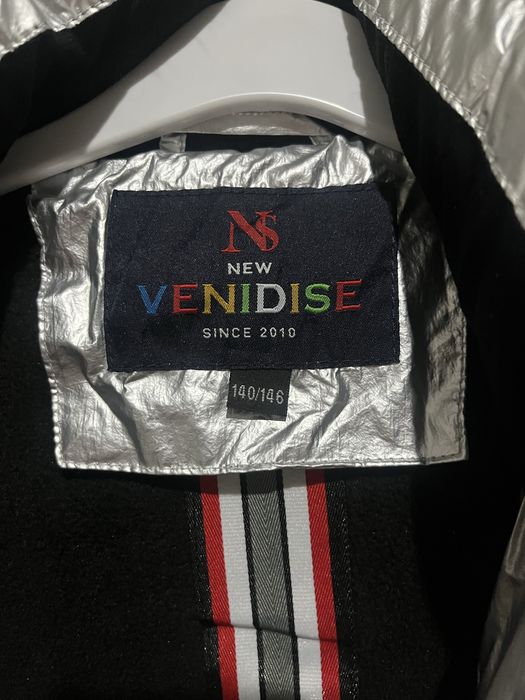 NS
NEW
VENIDISE
SINCE 2010
140/146